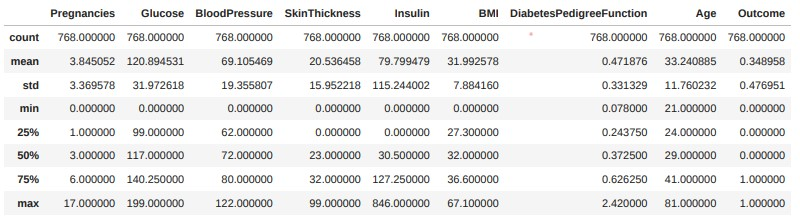 Pregnancies Glucose BloodPressure SkinThickness Insulin BMI DiabetesPedigreeFunction Age Outcome
count 768.000000 768.000000 768.000000 768.000000 768.000000 768.000000 768.000000 768.000000 768.000000
mean 3.845052 120.894531 69.105469 20.536458 79.799479 31.992578 0.471876 33.240885 0.348958
std 3.369578 31.972618 19.355807 15.952218 115.244002 7.884160 0.331329 11.760232 0.476951
min 0.000000 0.000000 0.000000 0.000000 0.000000 0.000000 0.078000 21.000000 0.000000
25% 1.000000 99.000000 62.000000 0.000000 0.000000 27.300000 0.243750 24.000000 0.000000
50% 3.000000 117.000000 72.000000 23.000000 30.500000 32.000000 0.372500 29.000000 0.000000
75% 6.000000 140.250000 80.000000 32.000000 127.250000 36.600000 0.626250 41.000000 1.000000
max 17.000000 199.000000 122.000000 99.000000 846.000000 67.100000 2.420000 81.000000 1.000000